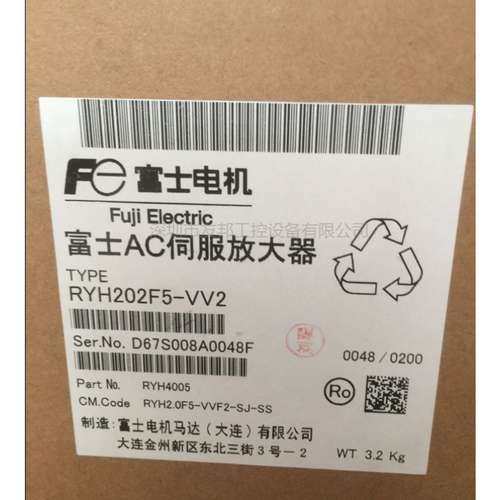 Fe 富士电机
Fuji Electric
富士AC伺服放大器
TYPE
RYH202F5-VV2
Ser.No. D67S008A0048F
0048 / 0200
Part No. RYH4005
CM.Code RYH2.0F5-VVF2-SJ-SS
Ro
制造：富士电机马达（大连）有限公司
大连金州新区东北三街３号－2
WT 3.2 Kg